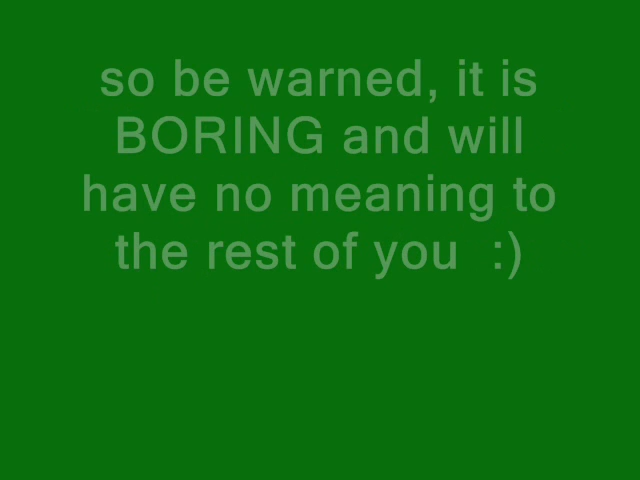 so be warned, it is
BORING and will
have no meaning to
the rest of you  :)